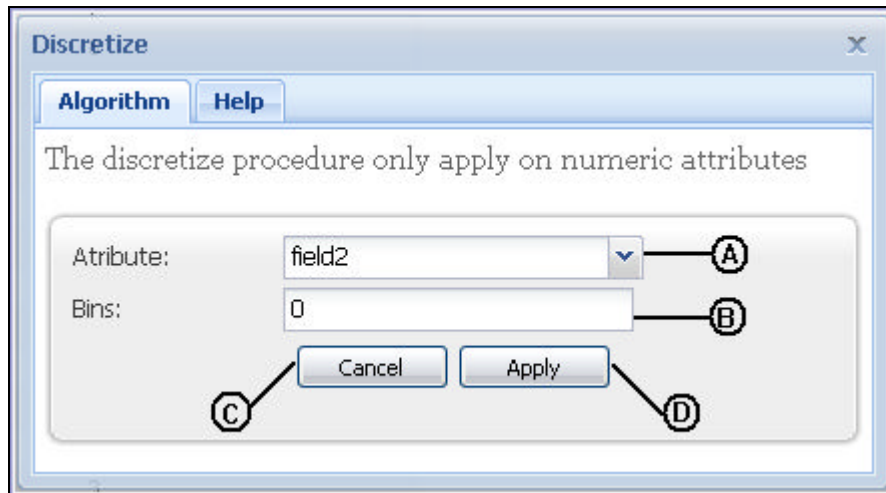 Discretize
Algorithm Help
The discretize procedure only apply on numeric attributes
Atribute: field2 A
Bins: 0 B
Cancel Apply
C D